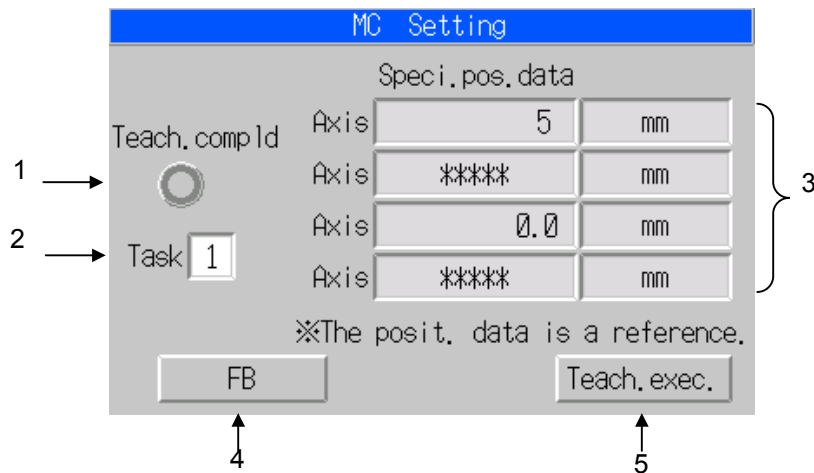 MC Setting
Speci.pos.data
Teach.compld
Axis 5 mm
1
Axis ***** mm
3
2
Task 1
Axis 0.0 mm
Axis ***** mm
※The posit. data is a reference.
FB
Teach.exec.
4
5